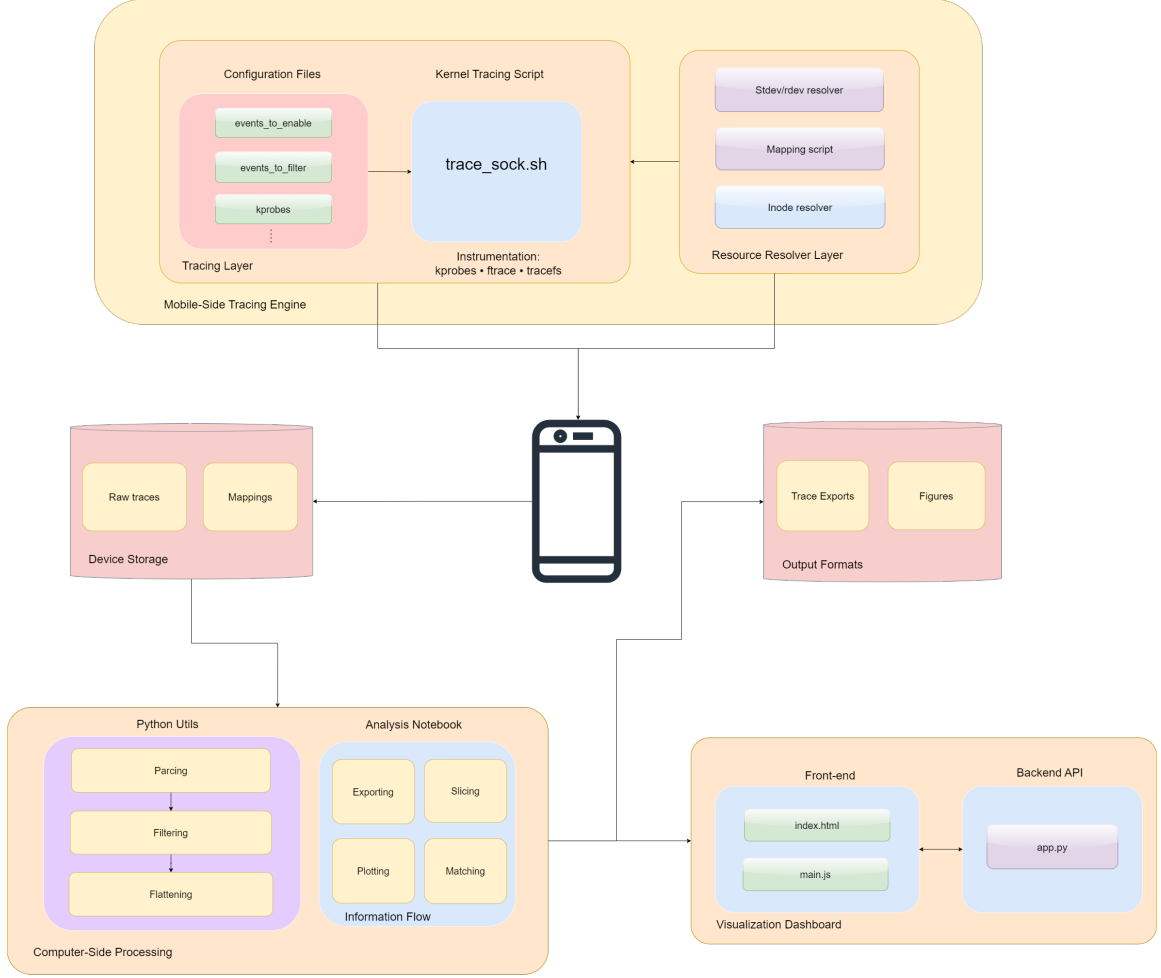 Configuration Files
Kernel Tracing Script
events_to_enable
events_to_filter
kprobes
trace_sock.sh
Tracing Layer
Instrumentation:
kprobes • ftrace • tracefs
Stdev/rdev resolver
Mapping script
Inode resolver
Resource Resolver Layer
Mobile-Side Tracing Engine
Raw traces
Mappings
Device Storage
Trace Exports
Figures
Output Formats
Python Utils
Parcing
Filtering
Flattening
Analysis Notebook
Exporting
Slicing
Plotting
Matching
Information Flow
Computer-Side Processing
Front-end
index.html
main.js
Backend API
app.py
Visualization Dashboard